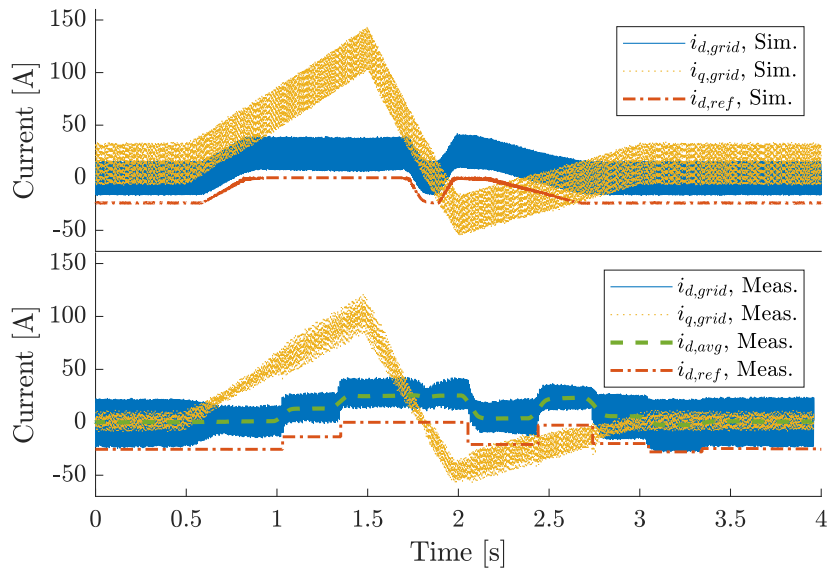 150
100
50
0
-50
Current [A]
i_{d,grid}, Sim.
i_{q,grid}, Sim.
i_{d,ref}, Sim.
150
100
50
0
-50
Current [A]
i_{d,grid}, Meas.
i_{q,grid}, Meas.
i_{d,avg}, Meas.
i_{d,ref}, Meas.
0 0.5 1 1.5 2 2.5 3 3.5 4
Time [s]